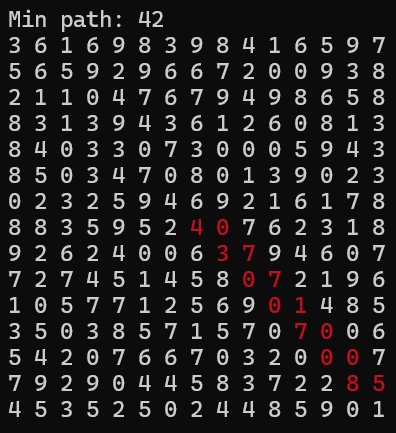 Min path: 42
3 6 1 6 9 8 3 9 8 4 1 6 5 9 7
5 6 5 9 2 9 6 6 7 2 0 0 9 3 8
2 1 1 0 4 7 6 7 9 4 9 8 6 5 8
8 3 1 3 9 4 3 6 1 2 6 0 8 1 3
8 4 0 3 3 0 7 3 0 0 0 5 9 4 3
8 5 0 3 4 7 0 8 0 1 3 9 0 2 3
0 2 3 2 5 9 4 6 9 2 1 6 1 7 8
8 8 3 5 9 5 2 4 0 7 6 2 3 1 8
9 2 6 2 4 0 0 6 3 7 9 4 6 0 7
7 2 7 4 5 1 4 5 8 0 7 2 1 9 6
1 0 5 7 7 1 2 5 6 9 0 1 4 8 5
3 5 0 3 8 5 7 1 5 7 0 7 0 0 6
5 4 2 0 7 6 6 7 0 3 2 0 0 0 7
7 9 2 9 0 4 4 5 8 3 7 2 2 8 5
4 5 3 5 2 5 0 2 4 4 8 5 9 0 1